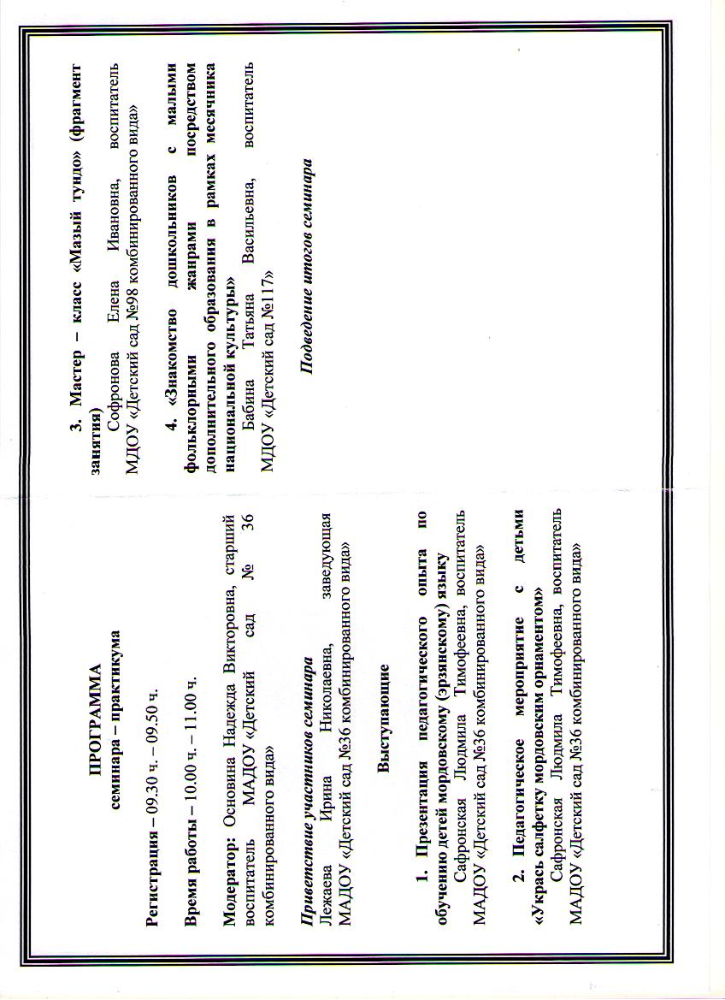 ПРОГРАММА
семинара – практикума
Регистрация – 09.30 ч. – 09.50 ч.
Время работы – 10.00 ч. – 11.00 ч.
Модератор: Основина Надежда Викторовна, старший
воспитатель МАДОУ «Детский сад № 36
комбинированного вида»
Приветствие участников семинара
Лежаева Ирина Николаевна, заведующая
МАДОУ «Детский сад №36 комбинированного вида»
Выступающие
1. Презентация педагогического опыта по
обучению детей мордовскому (эрзянскому) языку
Сафронская Людмила Тимофеевна, воспитатель
МАДОУ «Детский сад №36 комбинированного вида»
2. Педагогическое мероприятие с детьми
«Укрась салфетку мордовским орнаментом»
Сафронская Людмила Тимофеевна, воспитатель
МАДОУ «Детский сад №36 комбинированного вида»
3. Мастер – класс «Мазый тундо» (фрагмент
занятия)
Софронова Елена Ивановна, воспитатель
МДОУ «Детский сад №98 комбинированного вида»
4. «Знакомство дошкольников с малыми
фольклорными жанрами посредством
дополнительного образования в рамках месячника
национальной культуры»
Бабина Татьяна Васильевна, воспитатель
МДОУ «Детский сад №117»
Подведение итогов семинара